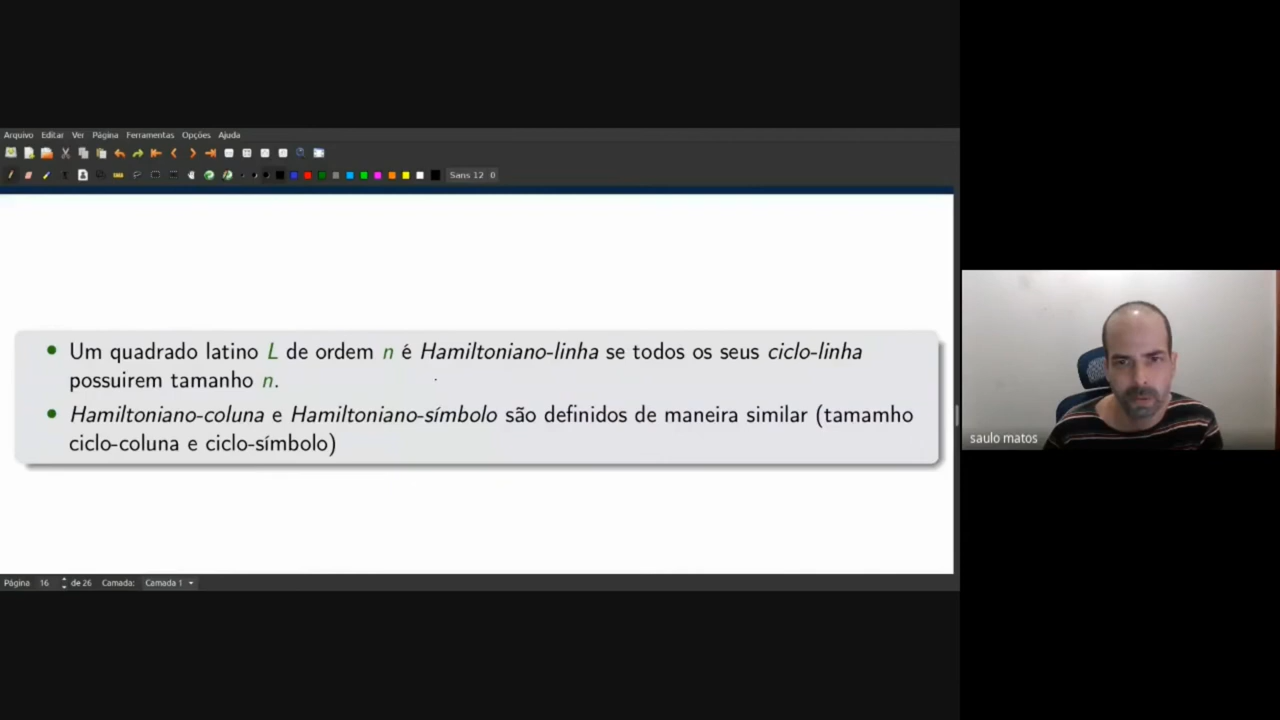 Arquivo Editar Ver Página Ferramentas Opções Ajuda
Sans 12 0
• Um quadrado latino L de ordem n é Hamiltoniano-linha se todos os seus ciclo-linha
possuirem tamanho n.
• Hamiltoniano-coluna e Hamiltoniano-símbolo são definidos de maneira similar (tamamho
ciclo-coluna e ciclo-símbolo)
saulo matos
Página 16 de 26 Camada: Camada 1